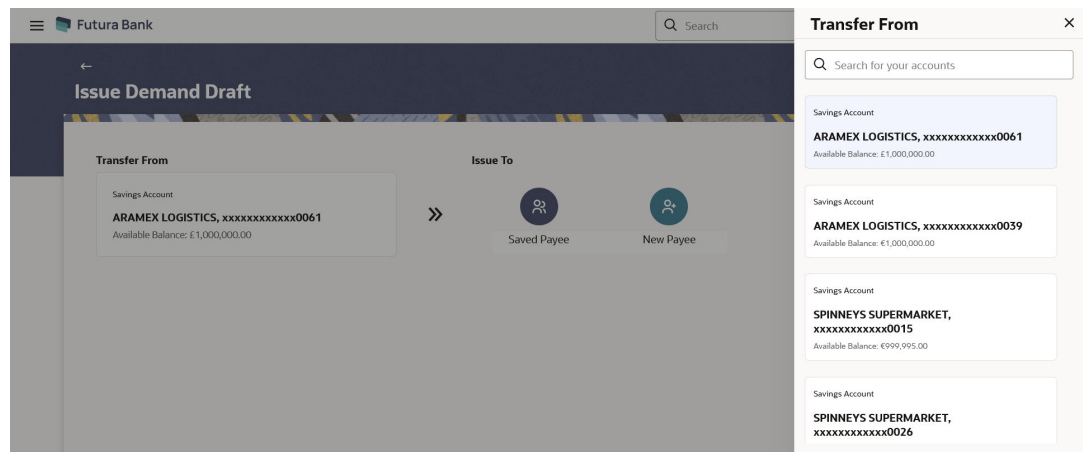 Futura Bank
Search
Issue Demand Draft
Transfer From
Savings Account
ARAMEX LOGISTICS, xxxxxxxxxxxx0061
Available Balance: £1,000,000.00
Issue To
Saved Payee
New Payee
Transfer From
Search for your accounts
Savings Account
ARAMEX LOGISTICS, xxxxxxxxxxxx0061
Available Balance: £1,000,000.00
Savings Account
ARAMEX LOGISTICS, xxxxxxxxxxxx0039
Available Balance: €1,000,000.00
Savings Account
SPINNEYS SUPERMARKET,
xxxxxxxxxxxx0015
Available Balance: €999,995.00
Savings Account
SPINNEYS SUPERMARKET,
xxxxxxxxxxxx0026